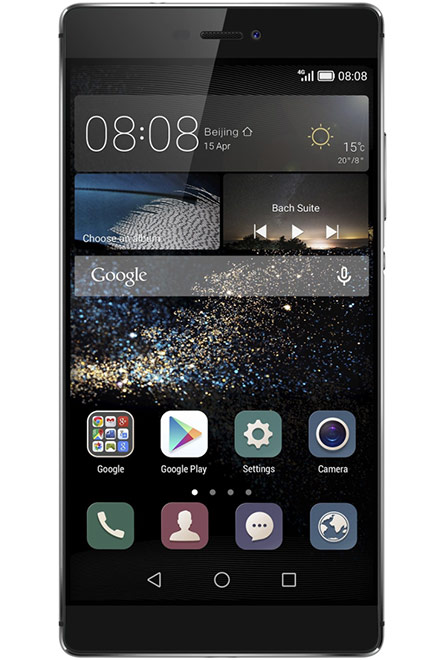 4G 08:08
08:08 Beijing
15 Apr
15°c
20°/8°
Choose an album
Bach Suite
Google
Google
Google Play
Settings
Camera